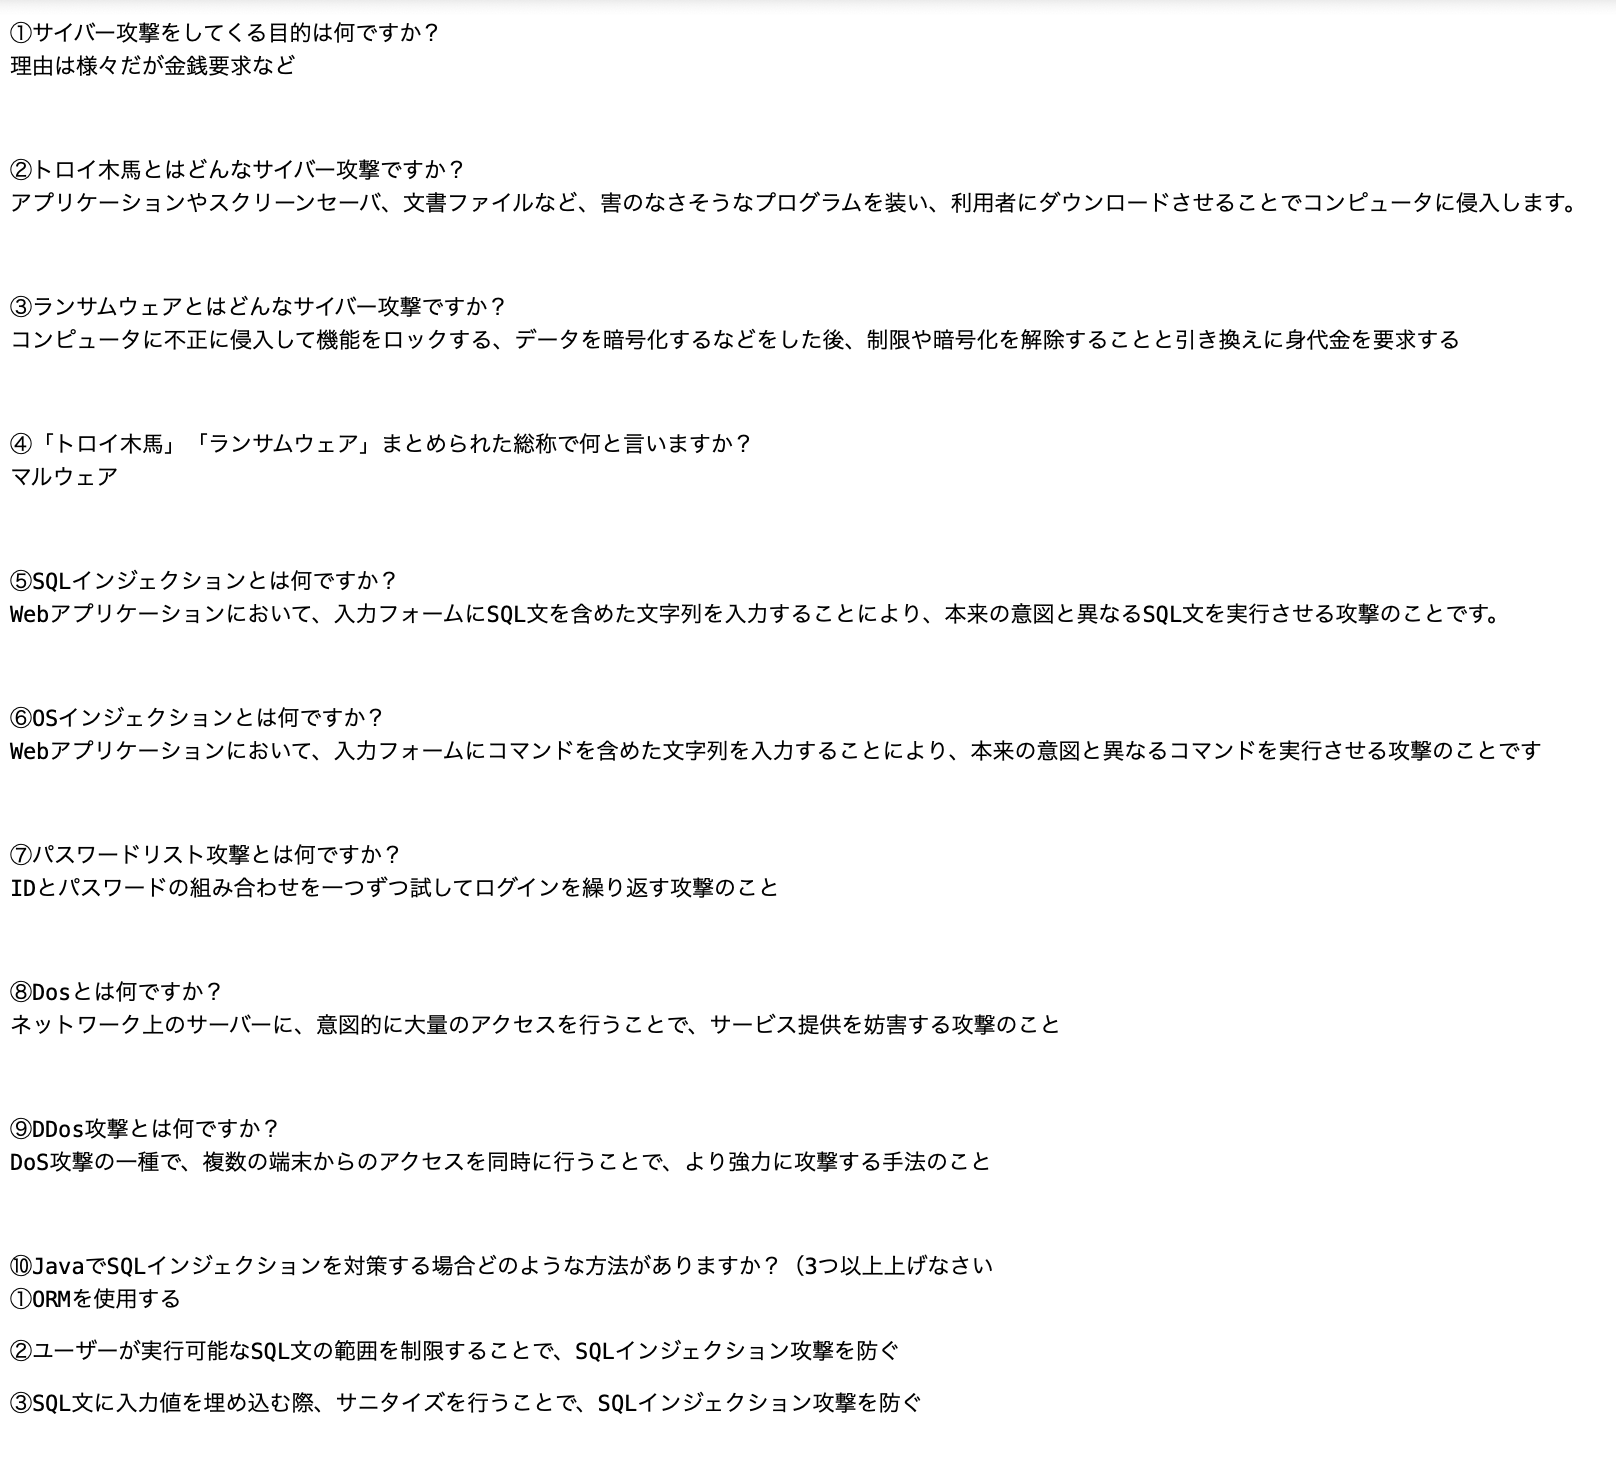 ①サイバー攻撃をしてくる目的は何ですか？
理由は様々だが金銭要求など
②トロイ木馬とはどんなサイバー攻撃ですか？
アプリケーションやスクリーンセーバ、文書ファイルなど、害のなさそうなプログラムを装い、利用者にダウンロードさせることでコンピュータに侵入します。
③ランサムウェアとはどんなサイバー攻撃ですか？
コンピュータに不正に侵入して機能をロックする、データを暗号化するなどをした後、制限や暗号化を解除することと引き換えに身代金を要求する
④「トロイ木馬」「ランサムウェア」まとめられた総称で何と言いますか？
マルウェア
⑤SQLインジェクションとは何ですか？
Webアプリケーションにおいて、入力フォームにSQL文を含めた文字列を入力することにより、本来の意図と異なるSQL文を実行させる攻撃のことです。
⑥OSインジェクションとは何ですか？
Webアプリケーションにおいて、入力フォームにコマンドを含めた文字列を入力することにより、本来の意図と異なるコマンドを実行させる攻撃のことです
⑦パスワードリスト攻撃とは何ですか？
IDとパスワードの組み合わせを一つずつ試してログインを繰り返す攻撃のこと
⑧Dosとは何ですか？
ネットワーク上のサーバーに、意図的に大量のアクセスを行うことで、サービス提供を妨害する攻撃のこと
⑨DDos攻撃とは何ですか？
DoS攻撃の一種で、複数の端末からのアクセスを同時に行うことで、より強力に攻撃する手法のこと
⑩JavaでSQLインジェクションを対策する場合どのような方法がありますか？（3つ以上上げなさい
①ORMを使用する
②ユーザーが実行可能なSQL文の範囲を制限することで、SQLインジェクション攻撃を防ぐ
③SQL文に入力値を埋め込む際、サニタイズを行うことで、SQLインジェクション攻撃を防ぐ